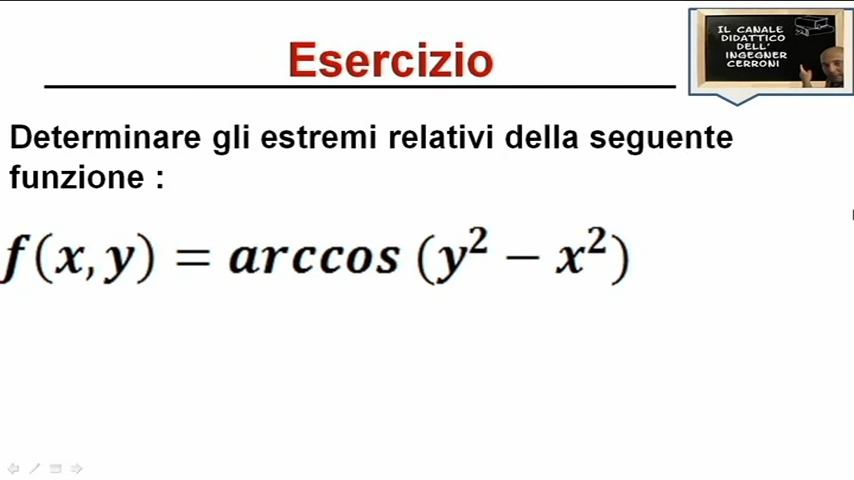 Esercizio
IL CANALE
DIDATTICO
DELL'
INGEGNER
CERRONI
Determinare gli estremi relativi della seguente
funzione :
f(x, y) = arccos (y² − x²)